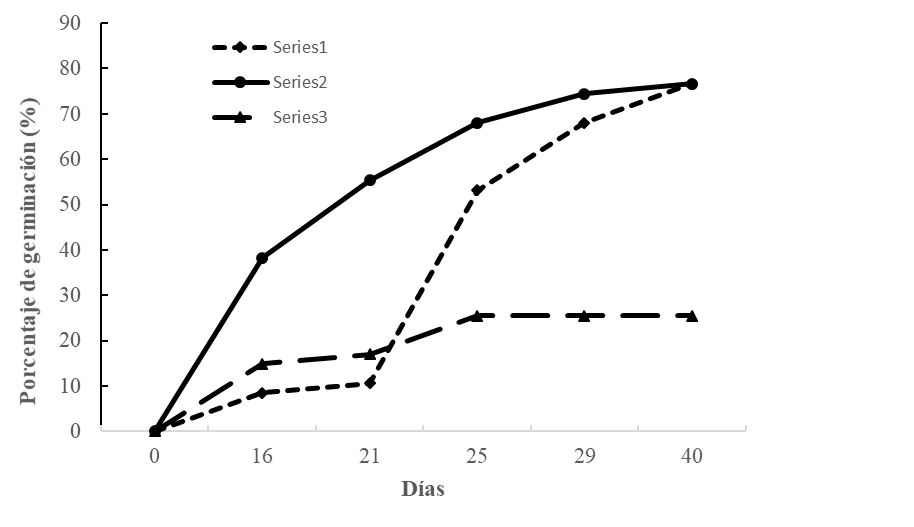 90
80
70
60
50
40
30
20
10
0
Porcentaje de germinación (%)
Series1
Series2
Series3
0 16 21 25 29 40
Días